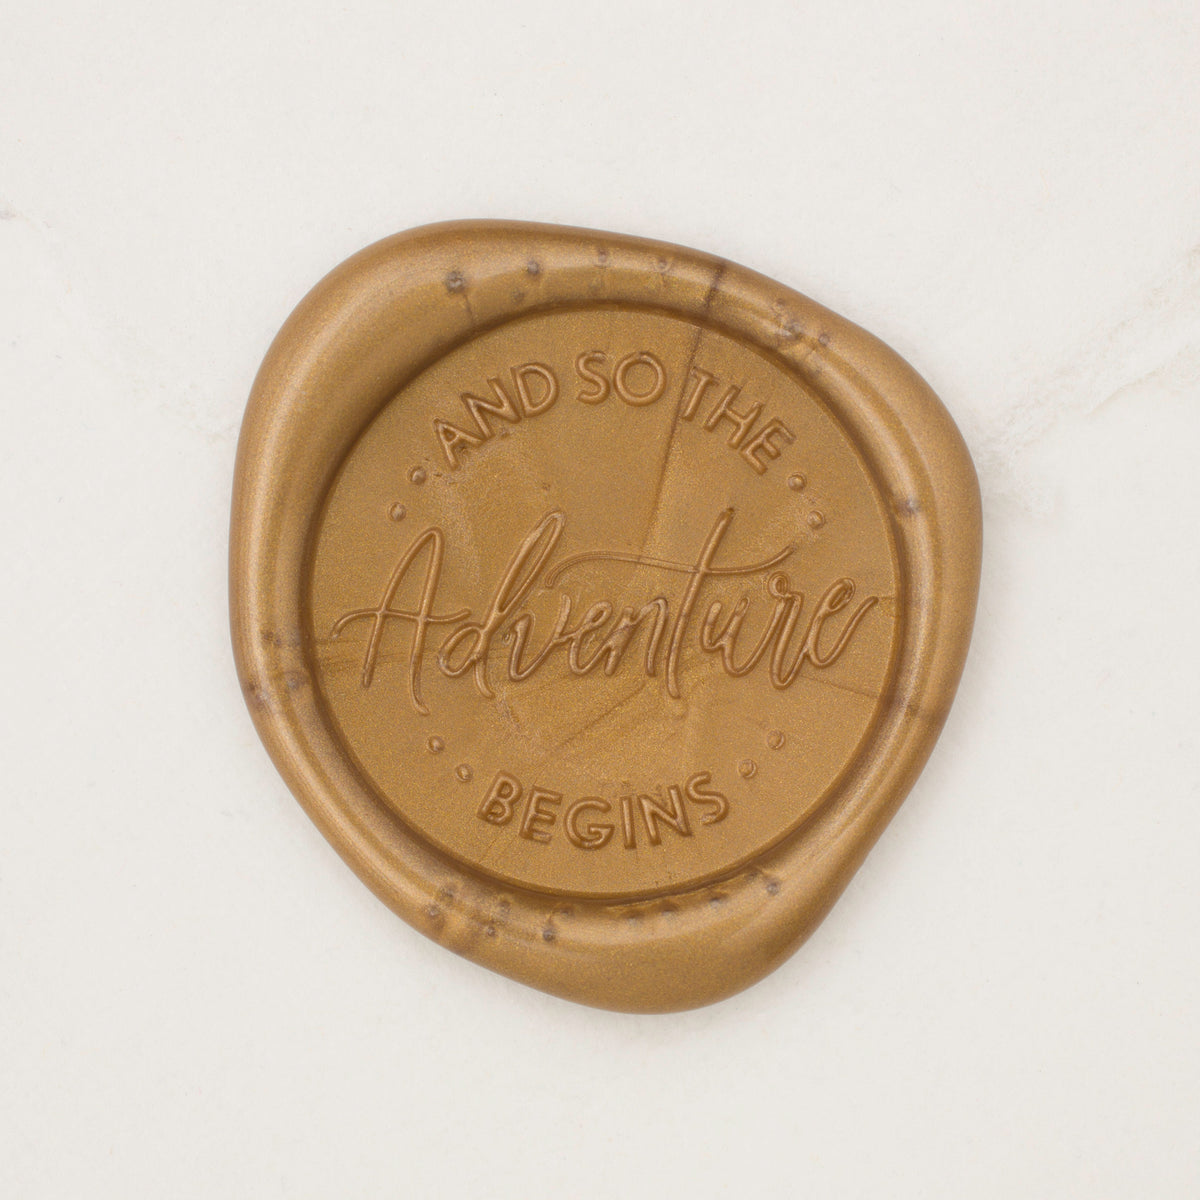 AND SO THE
Adventure
BEGINS